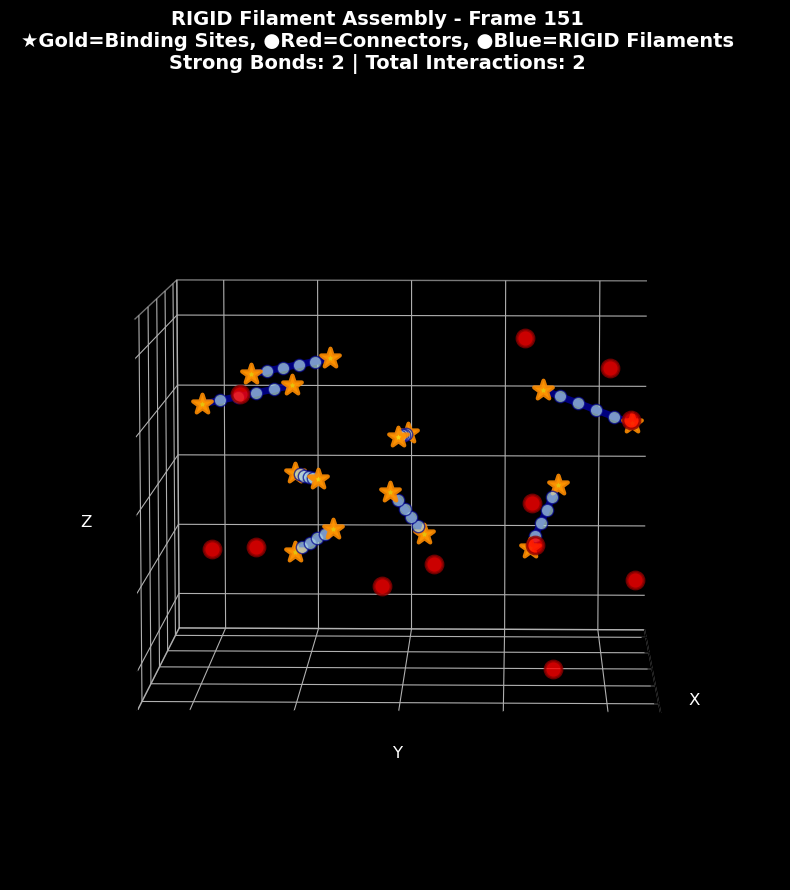 RIGID Filament Assembly - Frame 151
★Gold=Binding Sites, ●Red=Connectors, ●Blue=RIGID Filaments
Strong Bonds: 2 | Total Interactions: 2
Z
X
Y